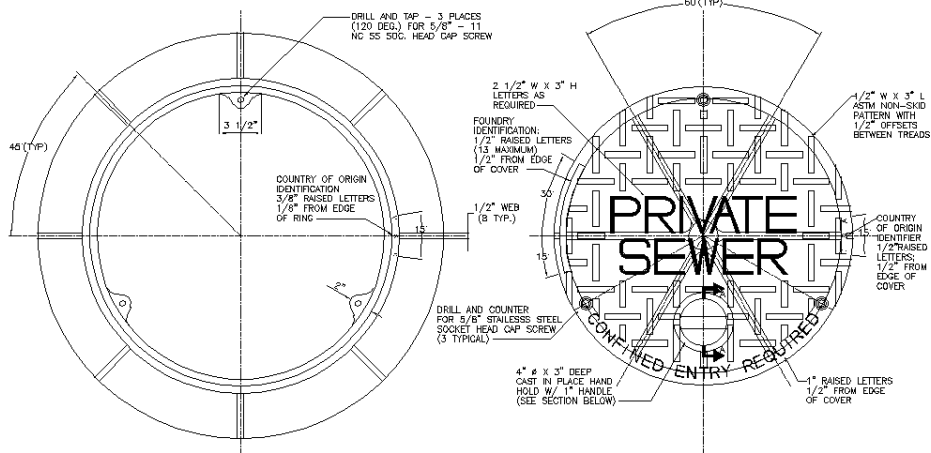 DRILL AND TAP - 3 PLACES
(120 DEG.) FOR 5/8" - 11
NC SS SOC. HEAD CAP SCREW
3 1/2"
45°(TYP)
COUNTRY OF ORIGIN
IDENTIFICATION
3/8" RAISED LETTERS
1/8" FROM EDGE
OF RING
1/2" WEB
(8 TYP.)
15°
2"
60°(TYP)
2 1/2" W X 3" H
LETTERS AS
REQUIRED
FOUNDRY
IDENTIFICATION:
1/2" RAISED LETTERS
(13 MAXIMUM)
1/2" FROM EDGE
OF COVER
1/2" W X 3" L
ASTM NON-SKID
PATTERN WITH
1/2" OFFSETS
BETWEEN TREADS
30°
15°
PRIVATE
SEWER
15°
COUNTRY
OF ORIGIN
IDENTIFIER
1/2"RAISED
LETTERS;
1/2" FROM
EDGE OF
COVER
DRILL AND COUNTER
FOR 5/8" STAILESSS STEEL
SOCKET HEAD CAP SCREW
(3 TYPICAL)
CONFINED ENTRY REQUIRED
4" ø X 3" DEEP
CAST IN PLACE HAND
HOLD W/ 1" HANDLE
(SEE SECTION BELOW)
1" RAISED LETTERS
1/2" FROM EDGE
OF COVER